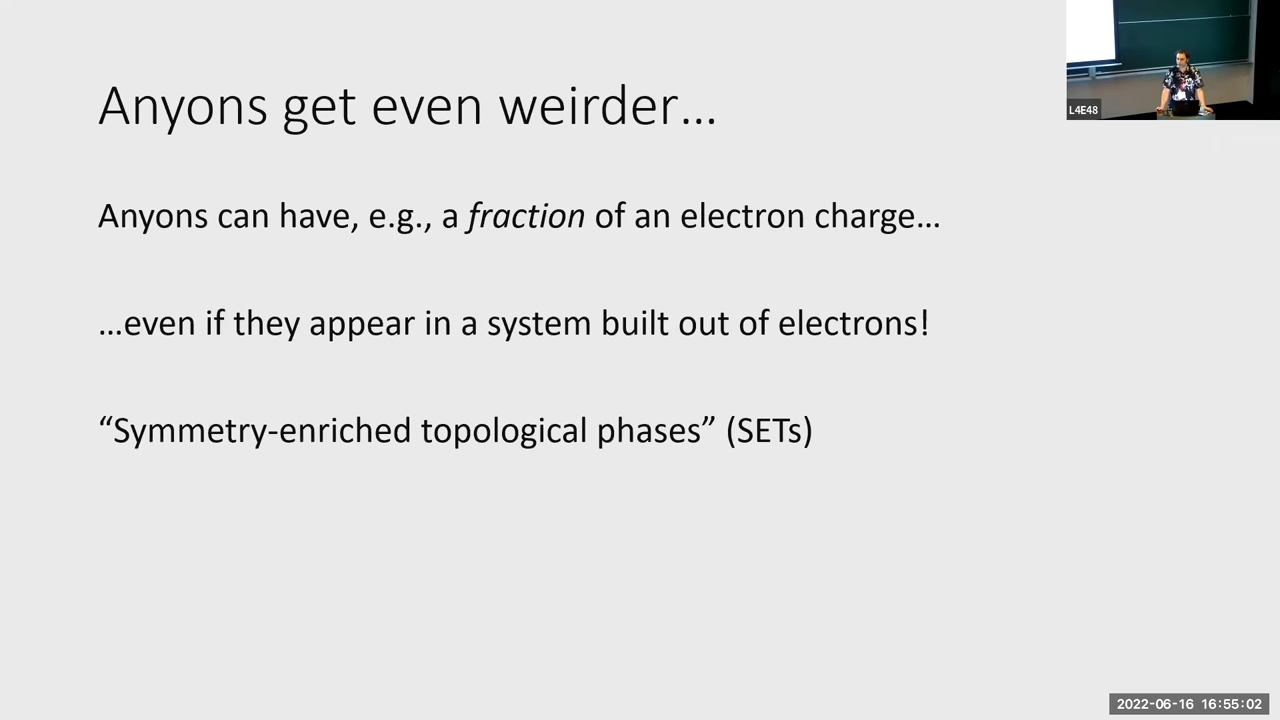 Anyons get even weirder…
L4E48
Anyons can have, e.g., a fraction of an electron charge…
…even if they appear in a system built out of electrons!
“Symmetry-enriched topological phases” (SETs)
2022-06-16 16:55:02